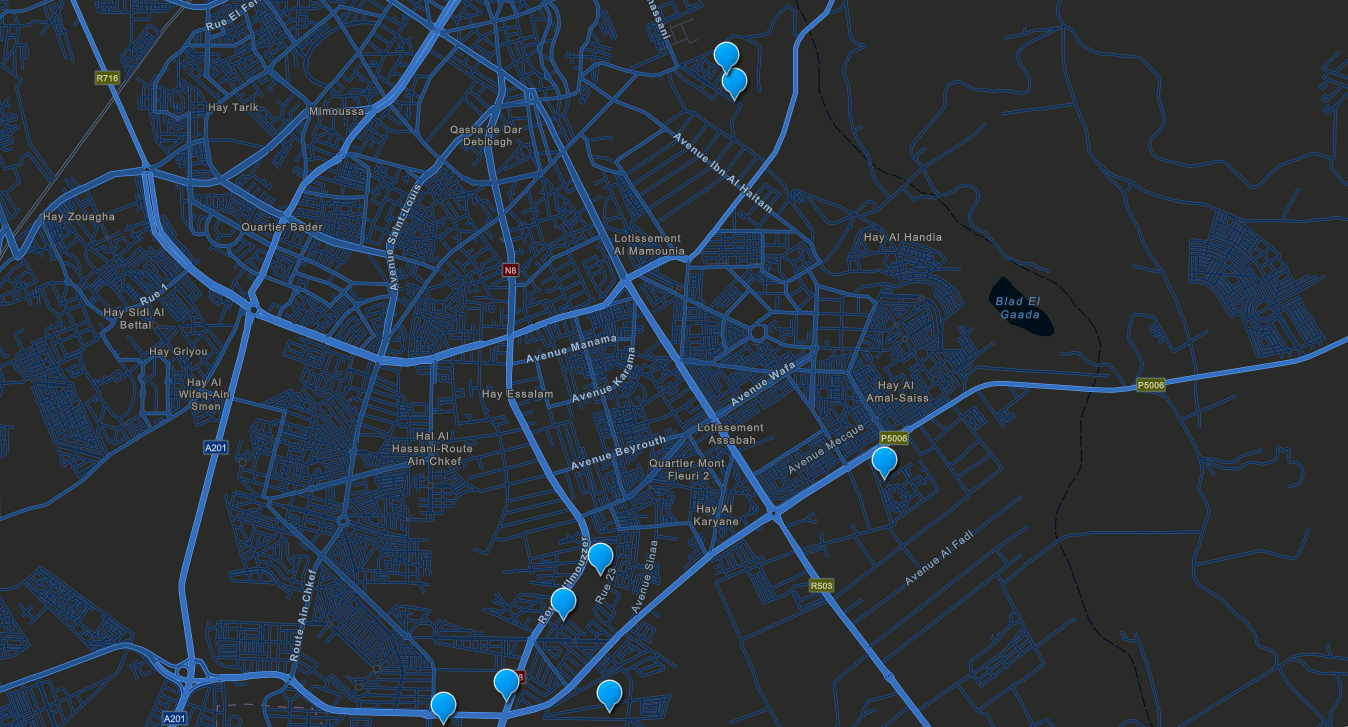 Rue El
R716
Hay Tarik
Mimoussa
Qasba de Dar
Debibagh
Avenue Ibn Al Haitam
Hay Zouagha
Quartier Bader
Avenue Saint-Louis
Lotissement
Al Mamounia
Hay Al Handia
N8
Rue 1
Hay Sidi Al
Bettal
Blad El
Gaada
Hay Griyou
Avenue Manama
Avenue Karama
Avenue Wafa
Hay Al
Wifaq-Ain
Smen
Hay Essalam
Hay Al
Amal-Saiss
P5006
Hal Al
Hassani-Route
Ain Chkef
Lotissement
Assabah
Avenue Mecque
P5006
A201
Avenue Beyrouth
Quartier Mont
Fleuri 2
Hay Al
Karyane
Avenue Al Fadl
Rue 23
Avenue Sinaa
R503
Route Ain Chkef
A201